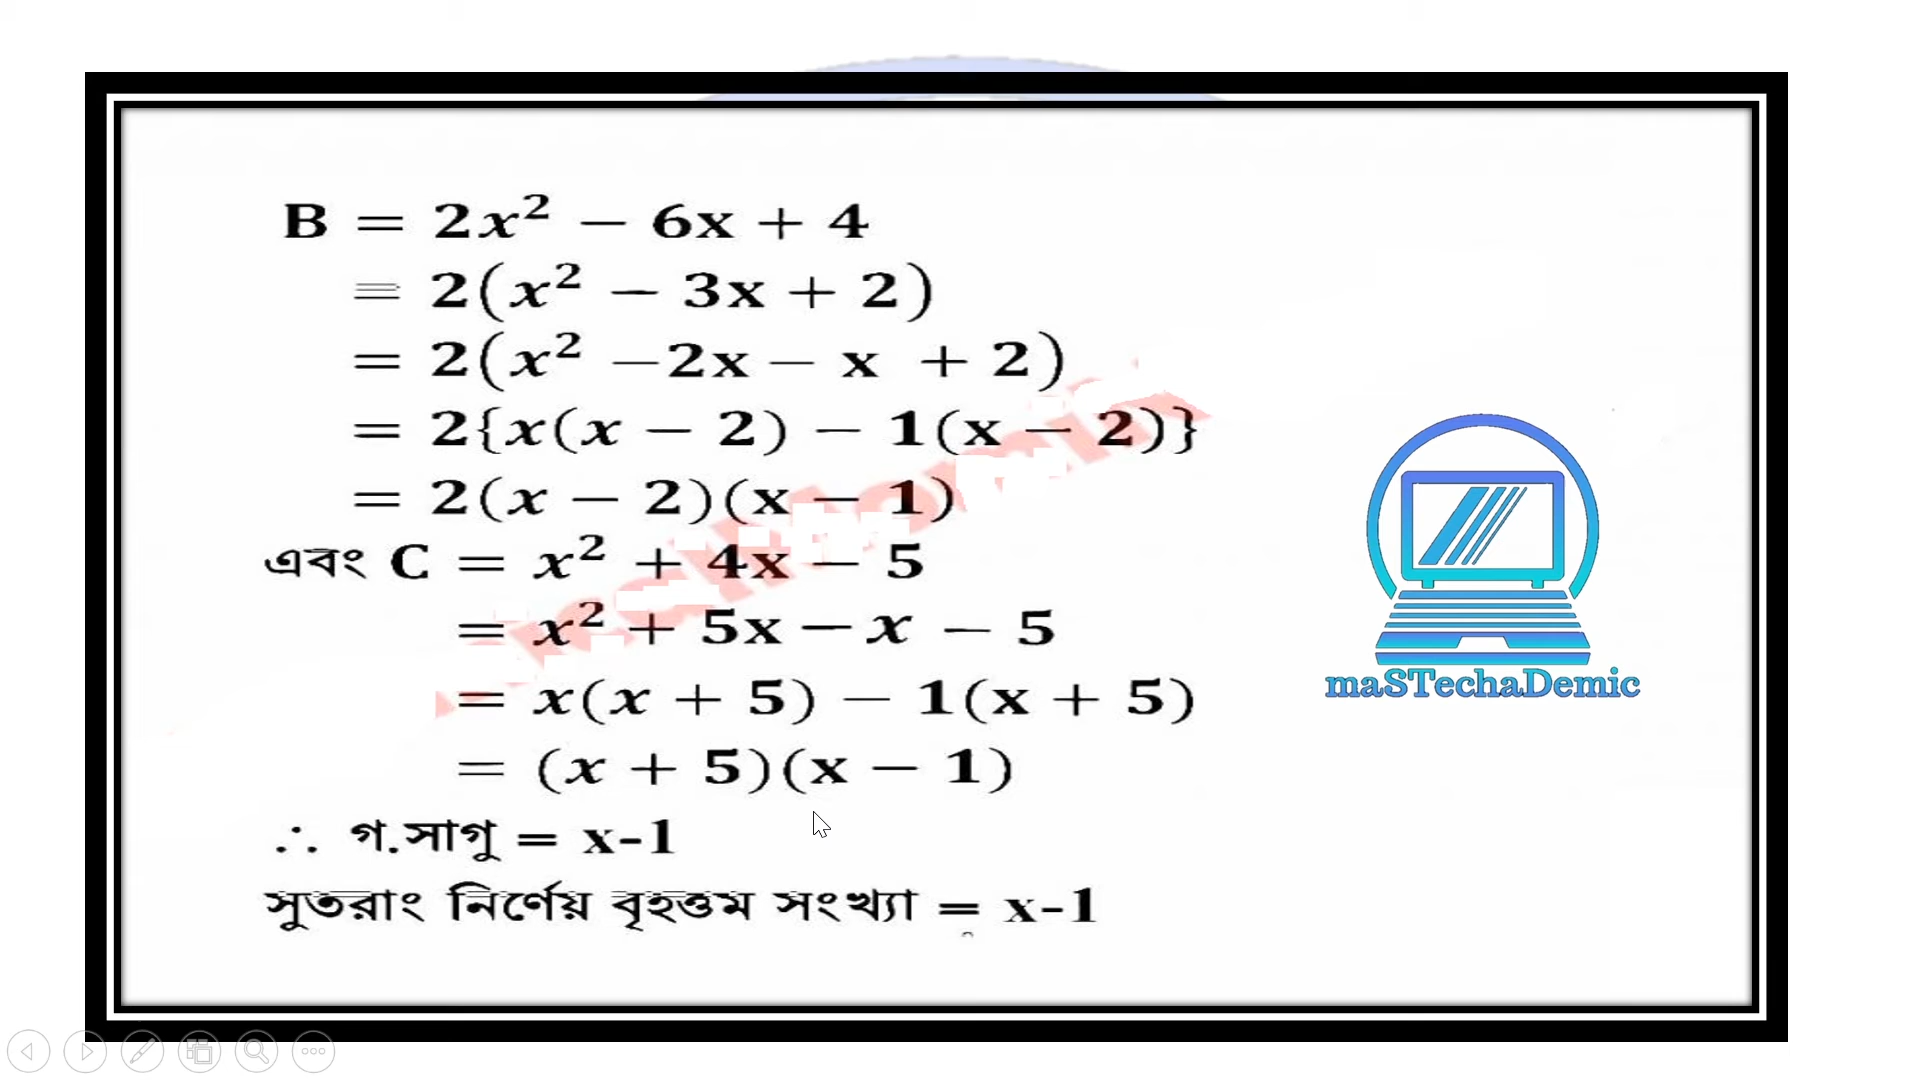 B = 2x² − 6x + 4
= 2(x² − 3x + 2)
= 2(x² −2x − x + 2)
= 2{x(x − 2) − 1(x − 2)}
= 2(x − 2)(x − 1)
এবং C = x² + 4x − 5
= x² + 5x − x − 5
= x(x + 5) − 1(x + 5)
= (x + 5)(x − 1)
∴ গ.সাগু = x-1
সুতরাং নির্ণেয় বৃহত্তম সংখ্যা = x-1
maSTechaDemic